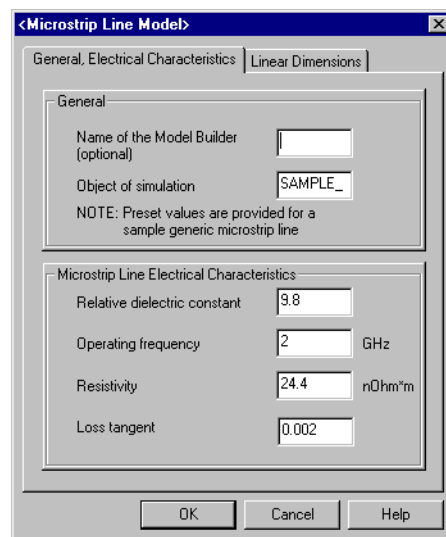 <Microstrip Line Model>
General, Electrical Characteristics
Linear Dimensions
General
Name of the Model Builder
(optional)
Object of simulation
SAMPLE_
NOTE: Preset values are provided for a
sample generic microstrip line
Microstrip Line Electrical Characteristics
Relative dielectric constant
9.8
Operating frequency
2
GHz
Resistivity
24.4
nOhm*m
Loss tangent
0.002
OK
Cancel
Help